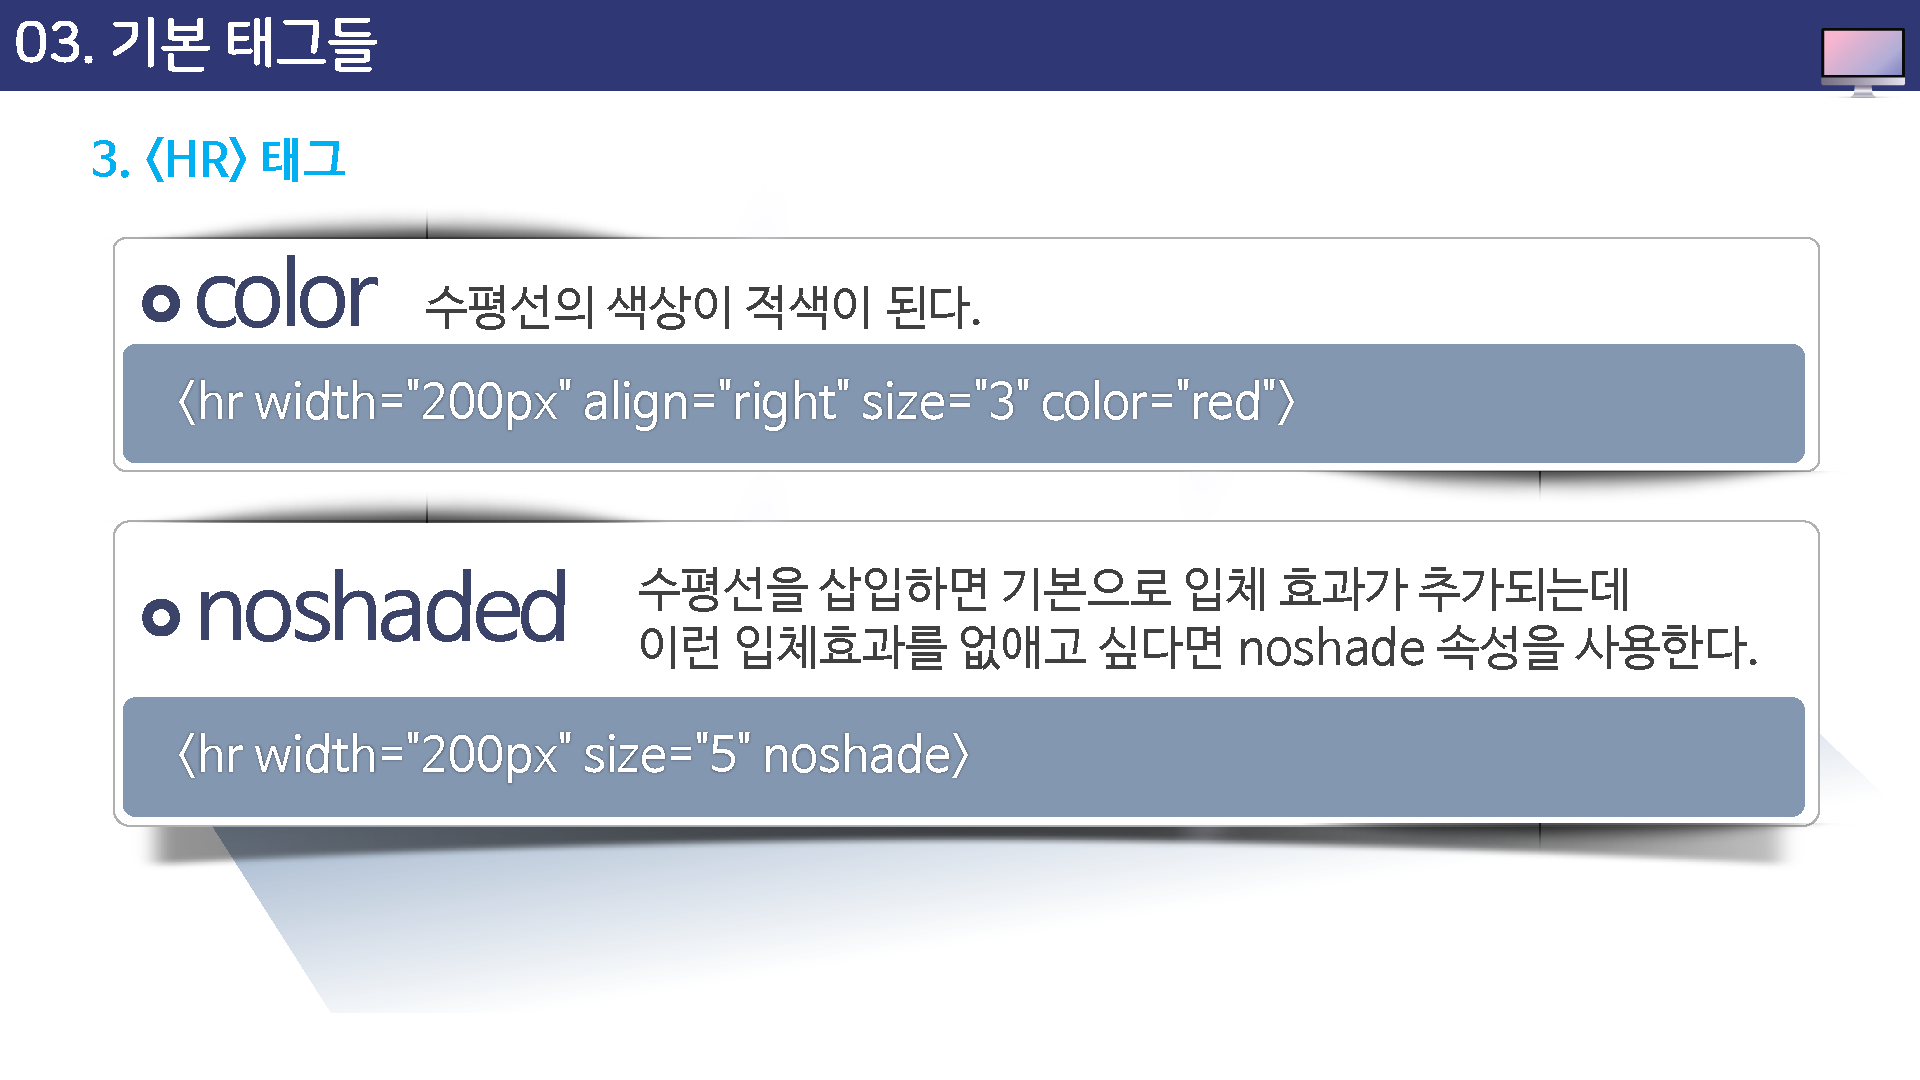 03. 기본 태그들
3. <HR> 태그
color 수평선의 색상이 적색이 된다.
<hr width="200px" align="right" size="3" color="red">
noshaded 수평선을 삽입하면 기본으로 입체 효과가 추가되는데
이런 입체효과를 없애고 싶다면 noshade 속성을 사용한다.
<hr width="200px" size="5" noshade>